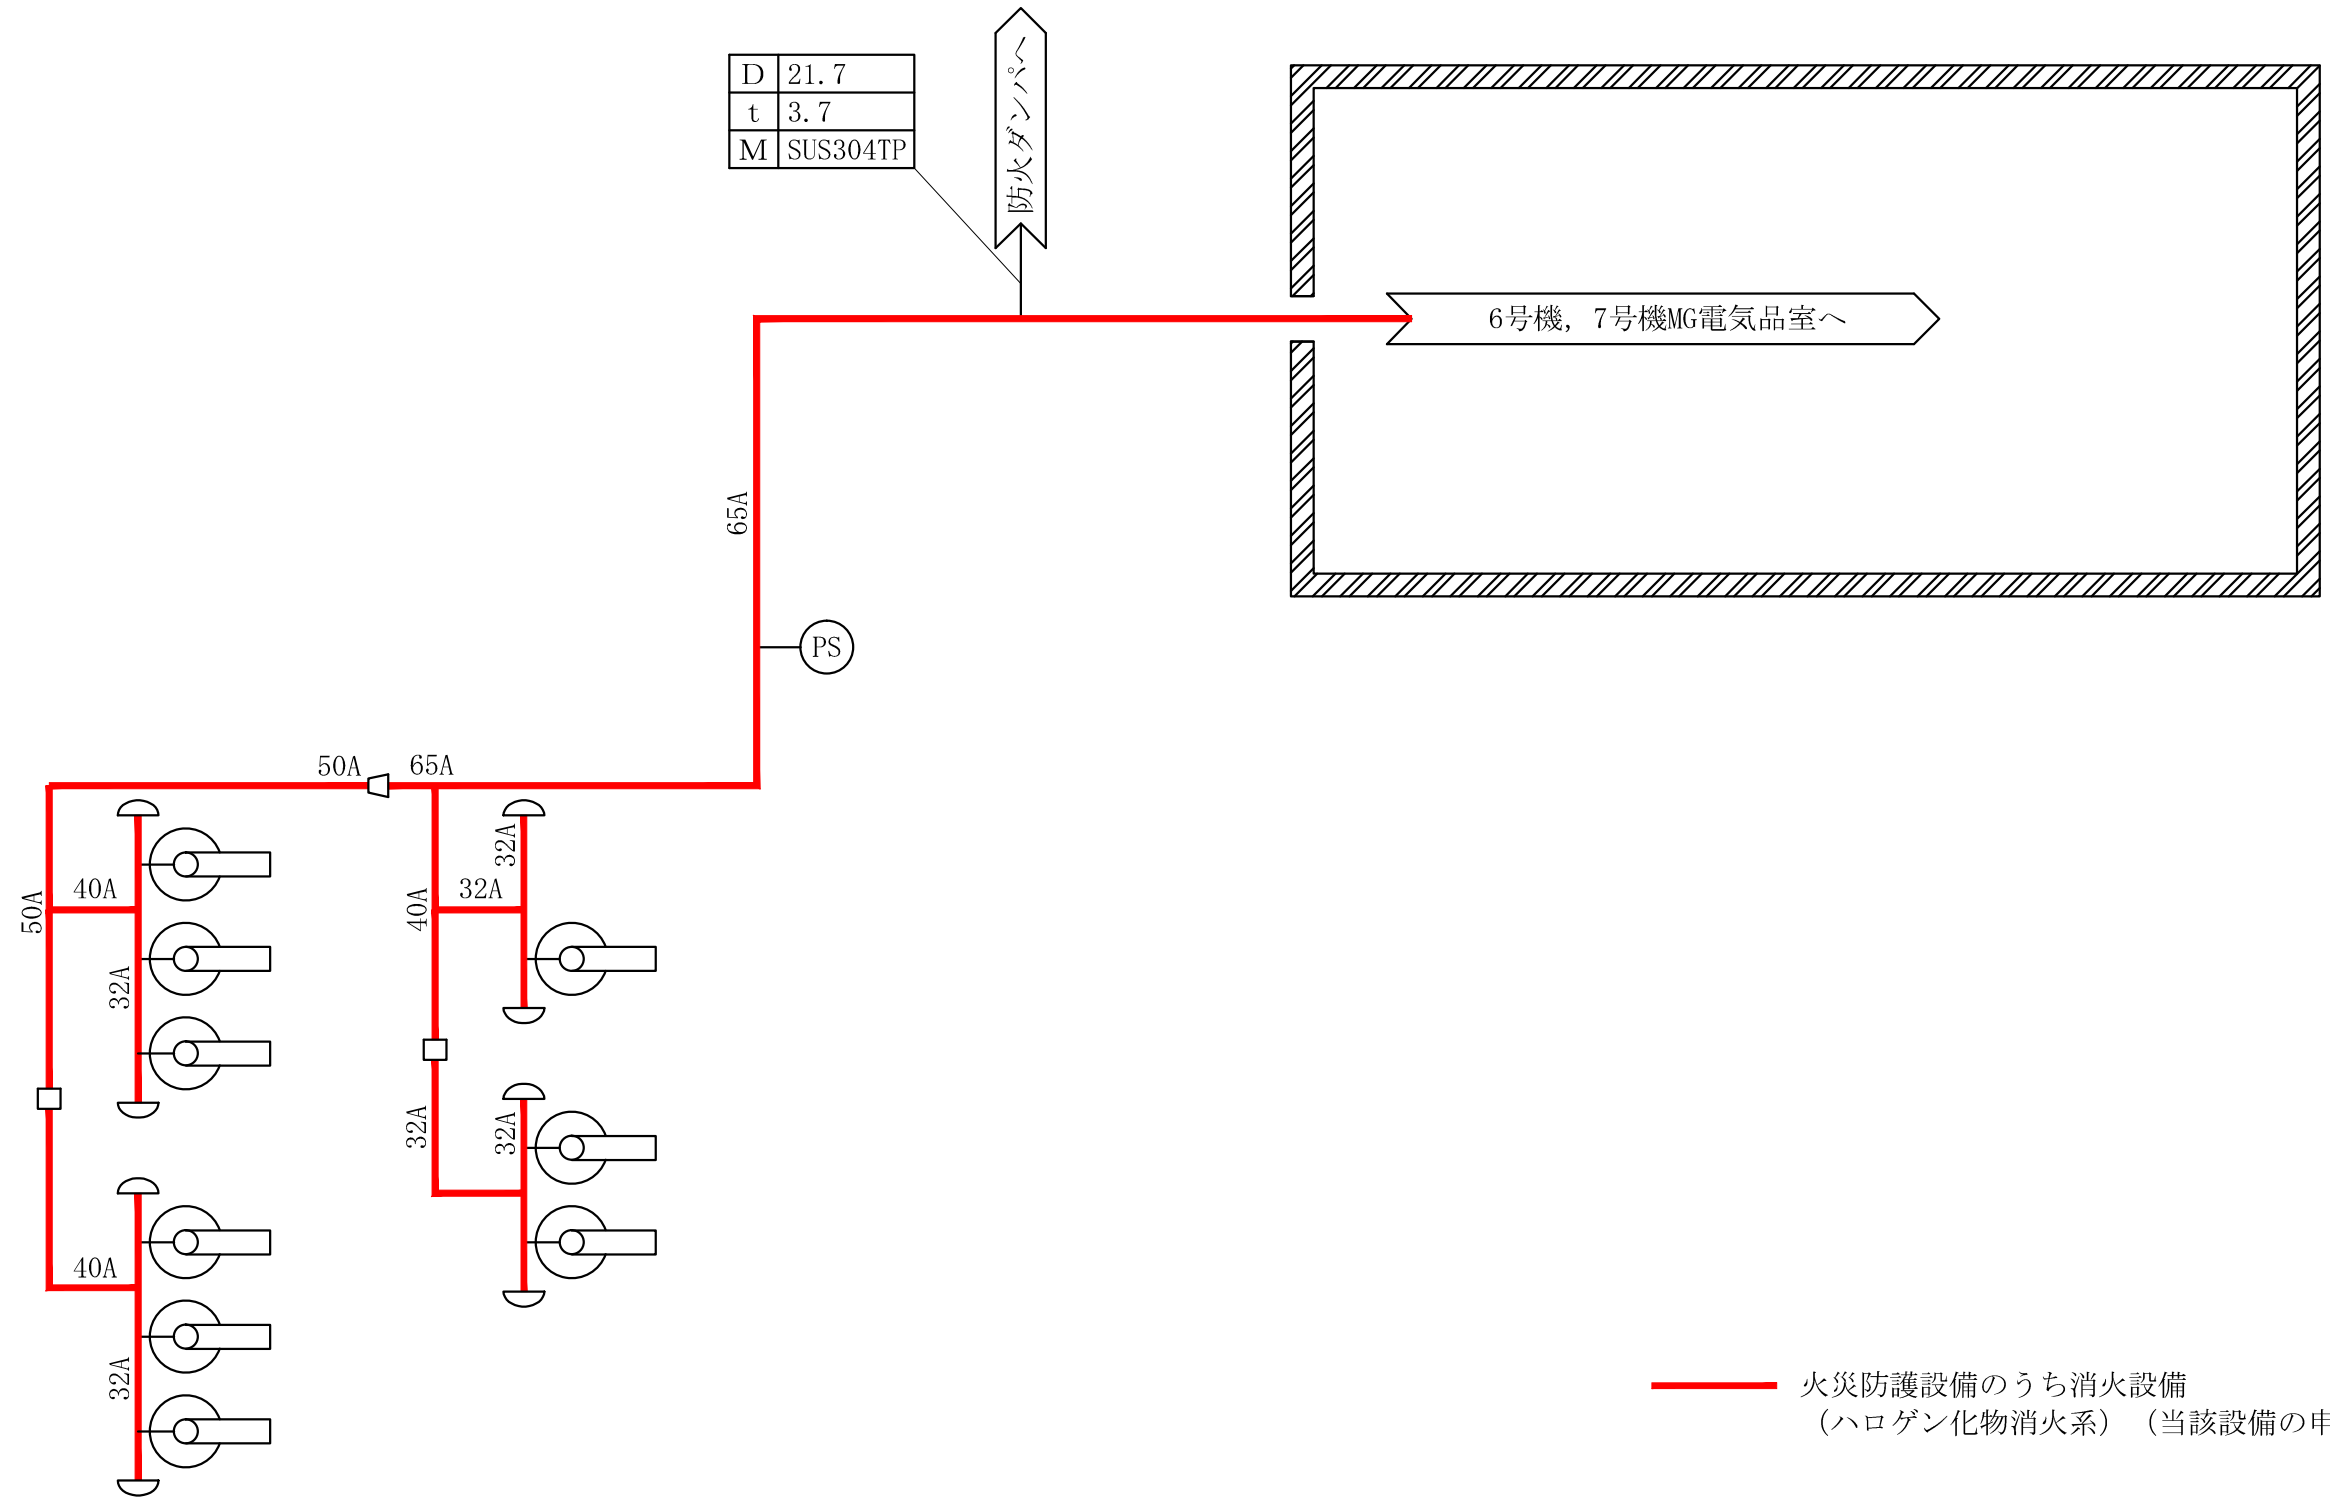 防火ダンパへ
D 21.7
t 3.7
M SUS304TP
6号機，7号機MG電気品室へ
65A
PS
50A
65A
32A
40A
32A
50A
40A
32A
32A
32A
40A
32A
火災防護設備のうち消火設備
（ハロゲン化物消火系）（当該設備の申